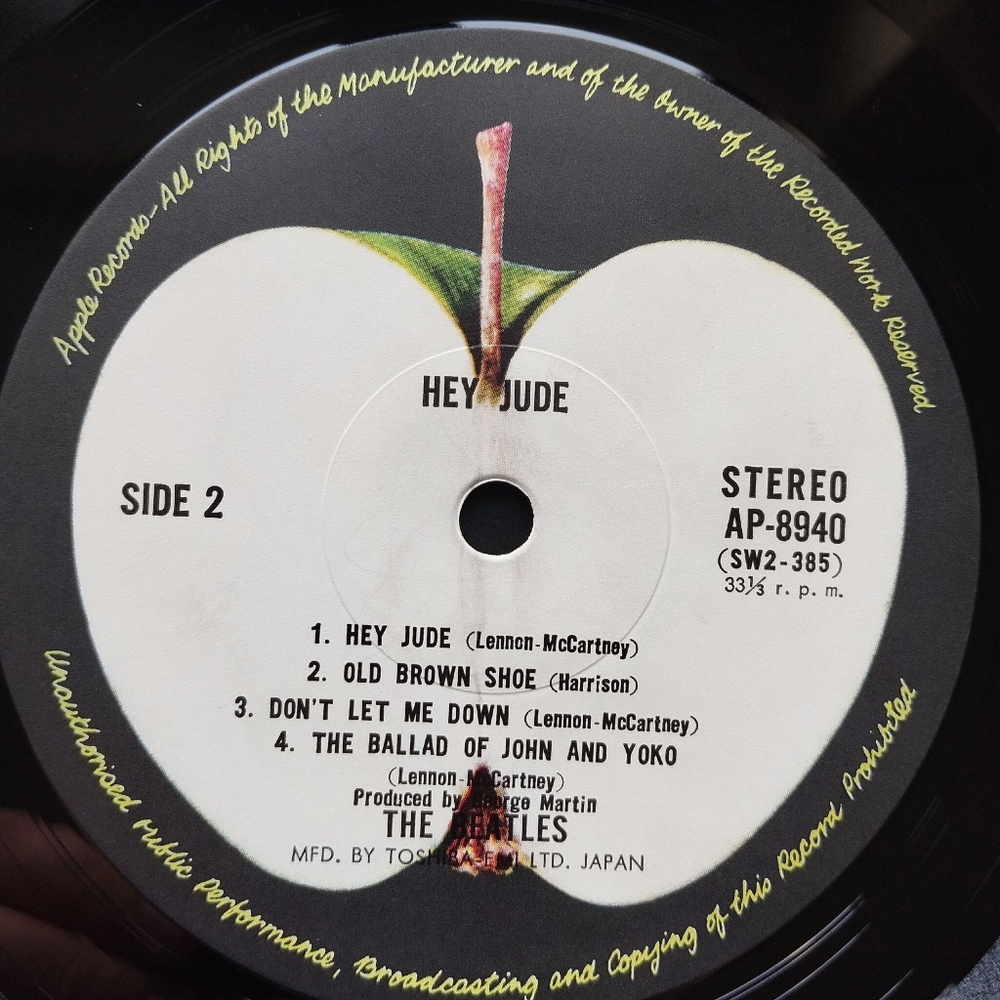 Apple Records-All Rights of the Manufacturer and of the Owner of the Recorded Work Reserved
HEY JUDE
SIDE 2
STEREO
AP-8940
(SW2-385)
33⅓ r. p. m.
1. HEY JUDE (Lennon-McCartney)
2. OLD BROWN SHOE (Harrison)
3. DON'T LET ME DOWN (Lennon-McCartney)
4. THE BALLAD OF JOHN AND YOKO
(Lennon-McCartney)
Produced by George Martin
THE BEATLES
MFD. BY TOSHIBA-EMI LTD. JAPAN
Unauthorised Public Performance, Broadcasting and Copying of this Record Prohibited